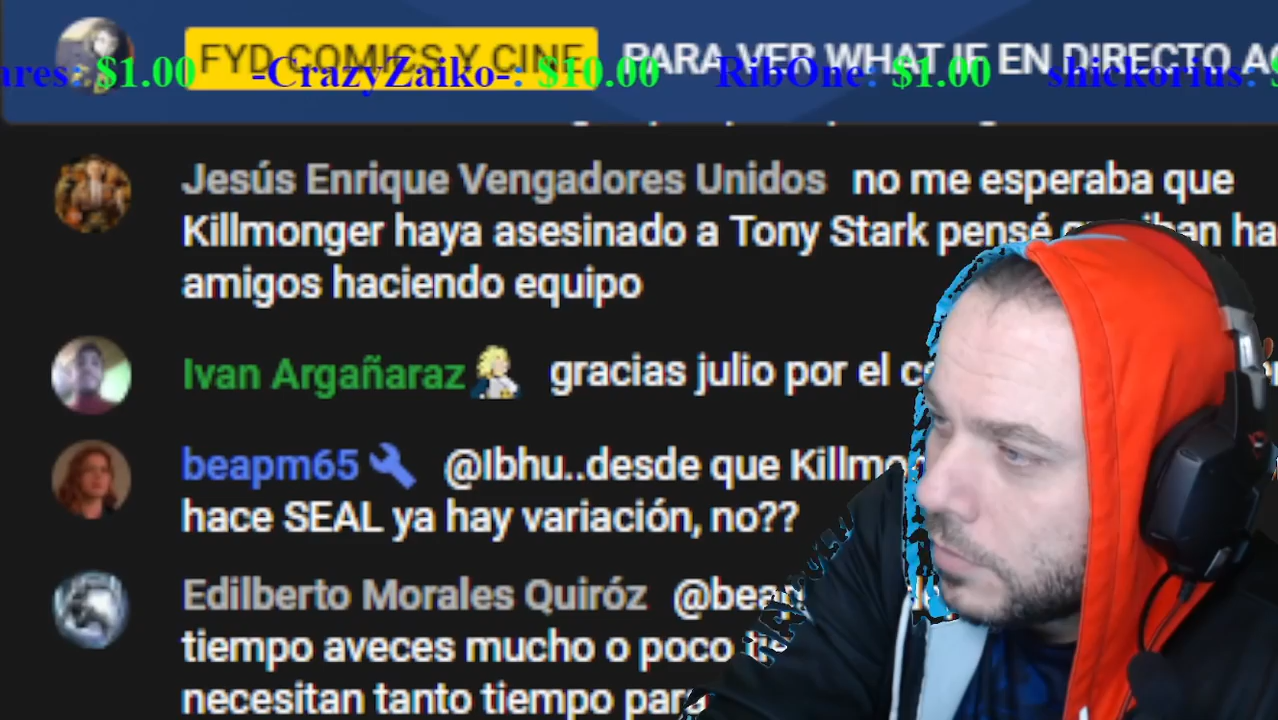 FYD COMICS Y CINE PARA VER WHAT IF EN DIRECTO
ares: $1.00 -CrazyZaiko-: $10.00 RibOne: $1.00 shickorius:
Jesús Enrique Vengadores Unidos no me esperaba que
Killmonger haya asesinado a Tony Stark pensé
amigos haciendo equipo
Ivan Argañaraz gracias julio por el
beapm65 @Ibhu..desde que
hace SEAL ya hay variación, no??
Edilberto Morales Quiróz
tiempo aveces mucho o poco
necesitan tanto tiempo
MARVEL